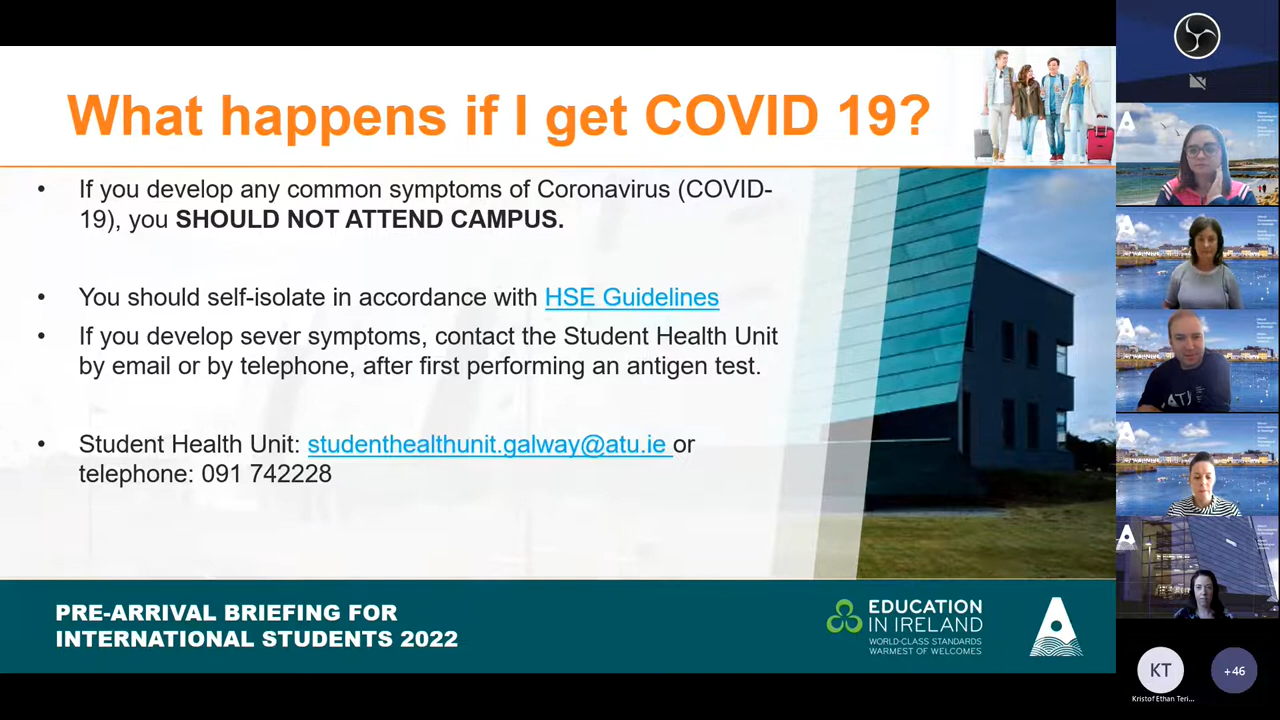 What happens if I get COVID 19?
• If you develop any common symptoms of Coronavirus (COVID-
19), you SHOULD NOT ATTEND CAMPUS.
• You should self-isolate in accordance with HSE Guidelines
• If you develop sever symptoms, contact the Student Health Unit
by email or by telephone, after first performing an antigen test.
• Student Health Unit: studenthealthunit.galway@atu.ie or
telephone: 091 742228
PRE-ARRIVAL BRIEFING FOR
INTERNATIONAL STUDENTS 2022
EDUCATION
IN IRELAND
WORLD-CLASS STANDARDS
WARMEST OF WELCOMES
KT
+46
Kristof Ethan Teri...